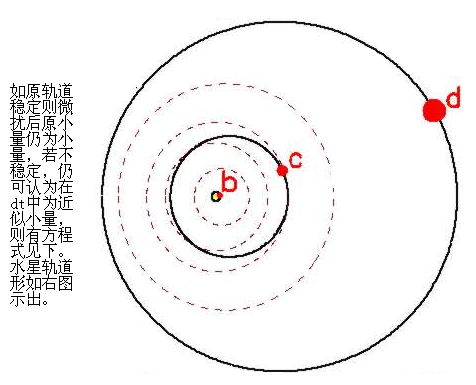 如原轨道
稳定则微
扰后原小
量仍为小
量，若不
稳定，仍
可认为在
dt中为近
似小量，
则有方程
式见下。
水星轨道
形如右图
示出。
d
c
b